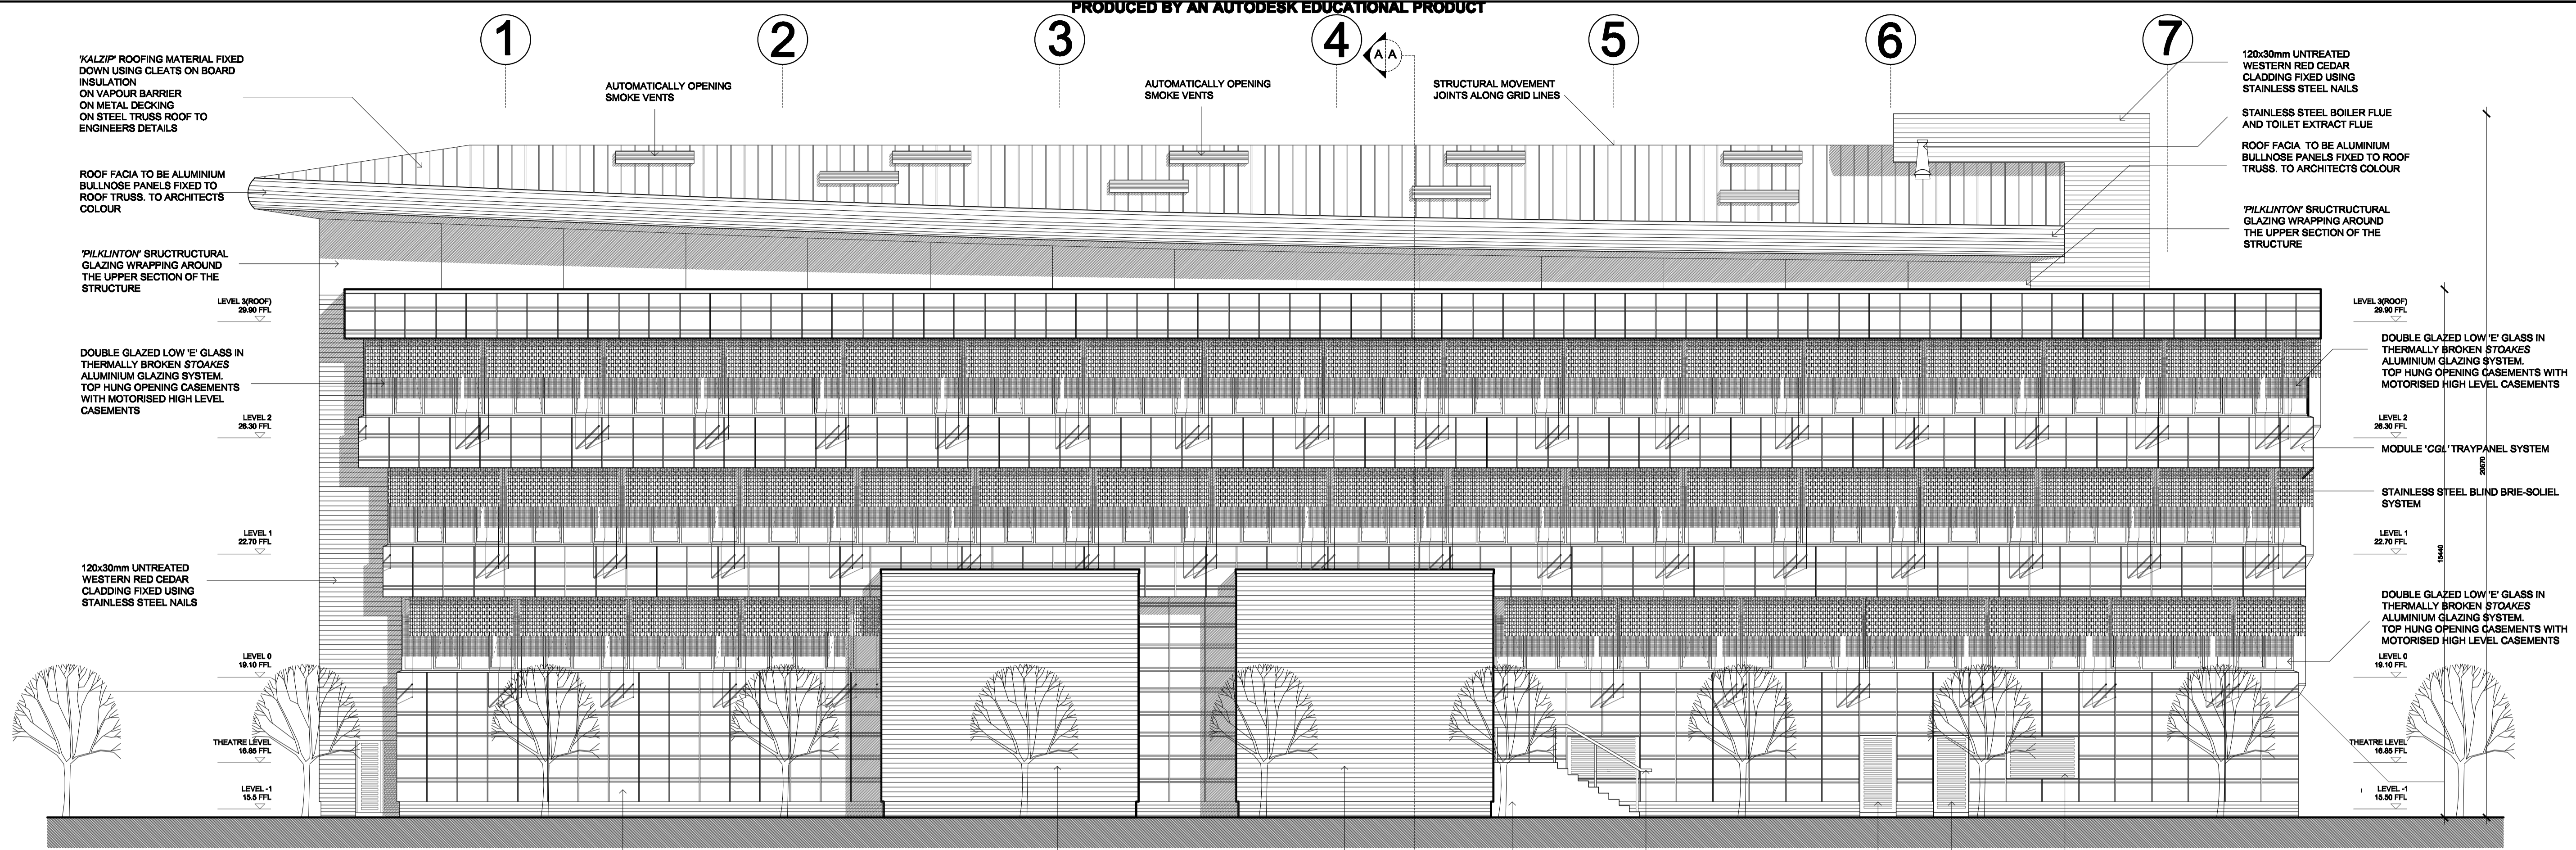 PRODUCED BY AN AUTODESK EDUCATIONAL PRODUCT
1
2
3
4
A A
5
6
7
'KALZIP' ROOFING MATERIAL FIXED
DOWN USING CLEATS ON BOARD
INSULATION
ON VAPOUR BARRIER
ON METAL DECKING
ON STEEL TRUSS ROOF TO
ENGINEERS DETAILS
AUTOMATICALLY OPENING
SMOKE VENTS
AUTOMATICALLY OPENING
SMOKE VENTS
STRUCTURAL MOVEMENT
JOINTS ALONG GRID LINES
120x30mm UNTREATED
WESTERN RED CEDAR
CLADDING FIXED USING
STAINLESS STEEL NAILS
STAINLESS STEEL BOILER FLUE
AND TOILET EXTRACT FLUE
ROOF FACIA TO BE ALUMINIUM
BULLNOSE PANELS FIXED TO ROOF
TRUSS. TO ARCHITECTS COLOUR
'PILKLINTON' SRUCTRUCTURAL
GLAZING WRAPPING AROUND
THE UPPER SECTION OF THE
STRUCTURE
ROOF FACIA TO BE ALUMINIUM
BULLNOSE PANELS FIXED TO
ROOF TRUSS. TO ARCHITECTS
COLOUR
'PILKLINTON' SRUCTRUCTURAL
GLAZING WRAPPING AROUND
THE UPPER SECTION OF THE
STRUCTURE
LEVEL 3(ROOF)
29.90 FFL
DOUBLE GLAZED LOW 'E' GLASS IN
THERMALLY BROKEN STOAKES
ALUMINIUM GLAZING SYSTEM.
TOP HUNG OPENING CASEMENTS
WITH MOTORISED HIGH LEVEL
CASEMENTS
LEVEL 2
26.30 FFL
LEVEL 1
22.70 FFL
120x30mm UNTREATED
WESTERN RED CEDAR
CLADDING FIXED USING
STAINLESS STEEL NAILS
LEVEL 0
19.10 FFL
THEATRE LEVEL
16.85 FFL
LEVEL -1
15.5 FFL
LEVEL 3(ROOF)
29.90 FFL
DOUBLE GLAZED LOW 'E' GLASS IN
THERMALLY BROKEN STOAKES
ALUMINIUM GLAZING SYSTEM.
TOP HUNG OPENING CASEMENTS WITH
MOTORISED HIGH LEVEL CASEMENTS
LEVEL 2
26.30 FFL
MODULE 'CGL' TRAYPANEL SYSTEM
20570
STAINLESS STEEL BLIND BRIE-SOLIEL
SYSTEM
LEVEL 1
22.70 FFL
15440
DOUBLE GLAZED LOW 'E' GLASS IN
THERMALLY BROKEN STOAKES
ALUMINIUM GLAZING SYSTEM.
TOP HUNG OPENING CASEMENTS WITH
MOTORISED HIGH LEVEL CASEMENTS
LEVEL 0
19.10 FFL
THEATRE LEVEL
16.85 FFL
LEVEL -1
15.50 FFL